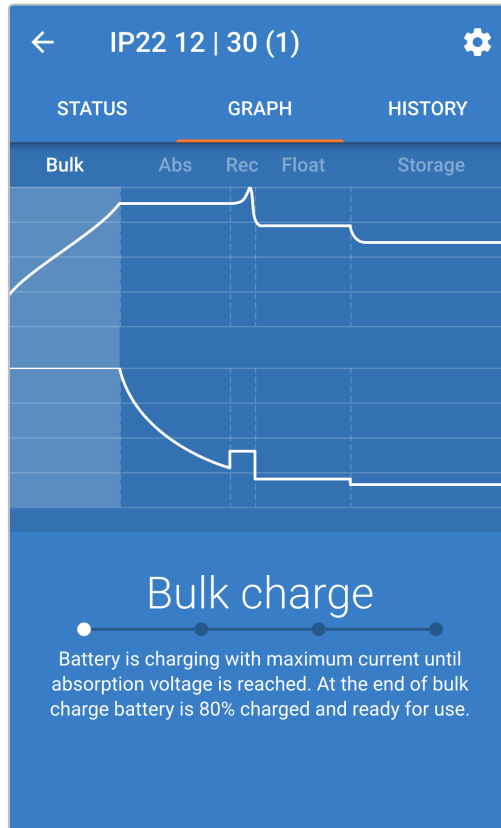 IP22 12 | 30 (1)
STATUS GRAPH HISTORY
Bulk Abs Rec Float Storage
Bulk charge
Battery is charging with maximum current until
absorption voltage is reached. At the end of bulk
charge battery is 80% charged and ready for use.